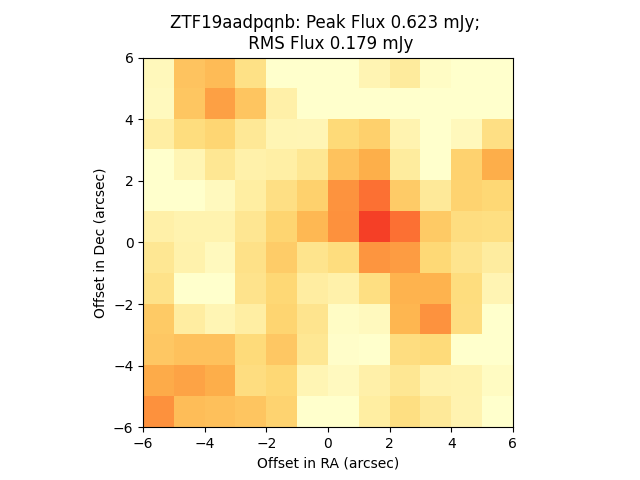 ZTF19aadpqnb: Peak Flux 0.623 mJy;
RMS Flux 0.179 mJy
6
4
2
0
−2
−4
−6
Offset in Dec (arcsec)
−6 −4 −2 0 2 4 6
Offset in RA (arcsec)